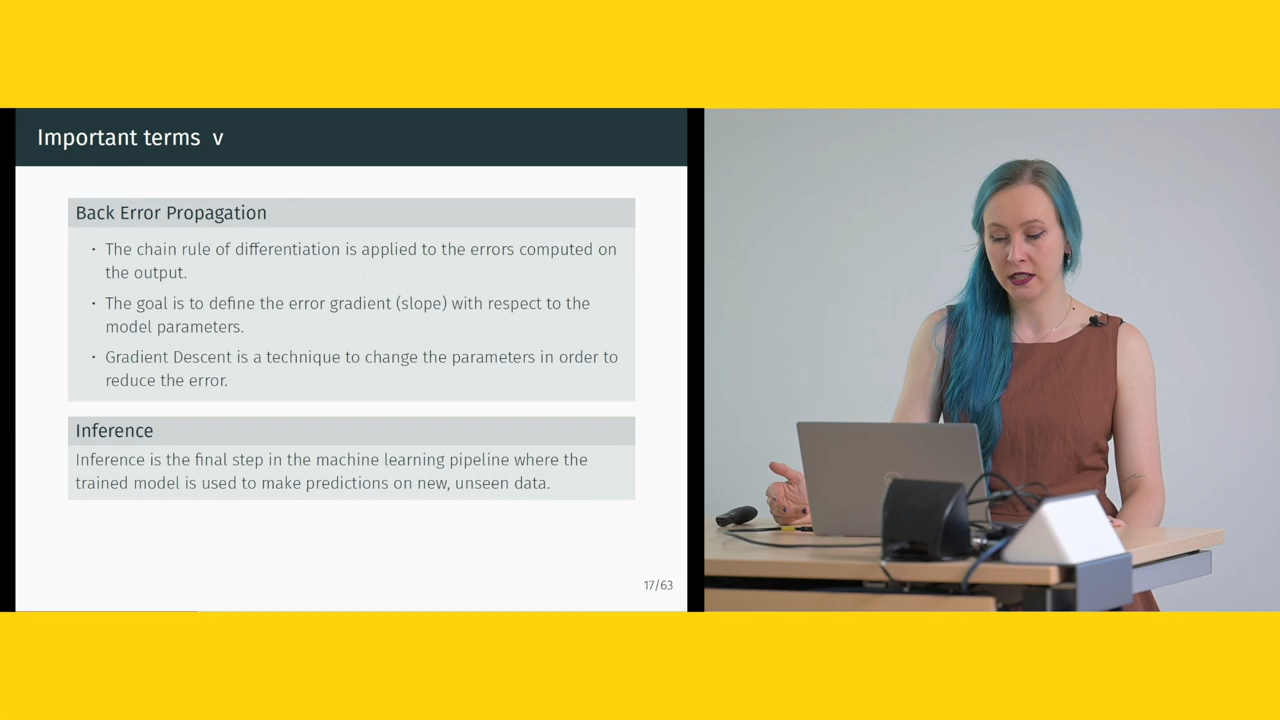 Important terms v
Back Error Propagation
· The chain rule of differentiation is applied to the errors computed on
the output.
· The goal is to define the error gradient (slope) with respect to the
model parameters.
· Gradient Descent is a technique to change the parameters in order to
reduce the error.
Inference
Inference is the final step in the machine learning pipeline where the
trained model is used to make predictions on new, unseen data.
17/63